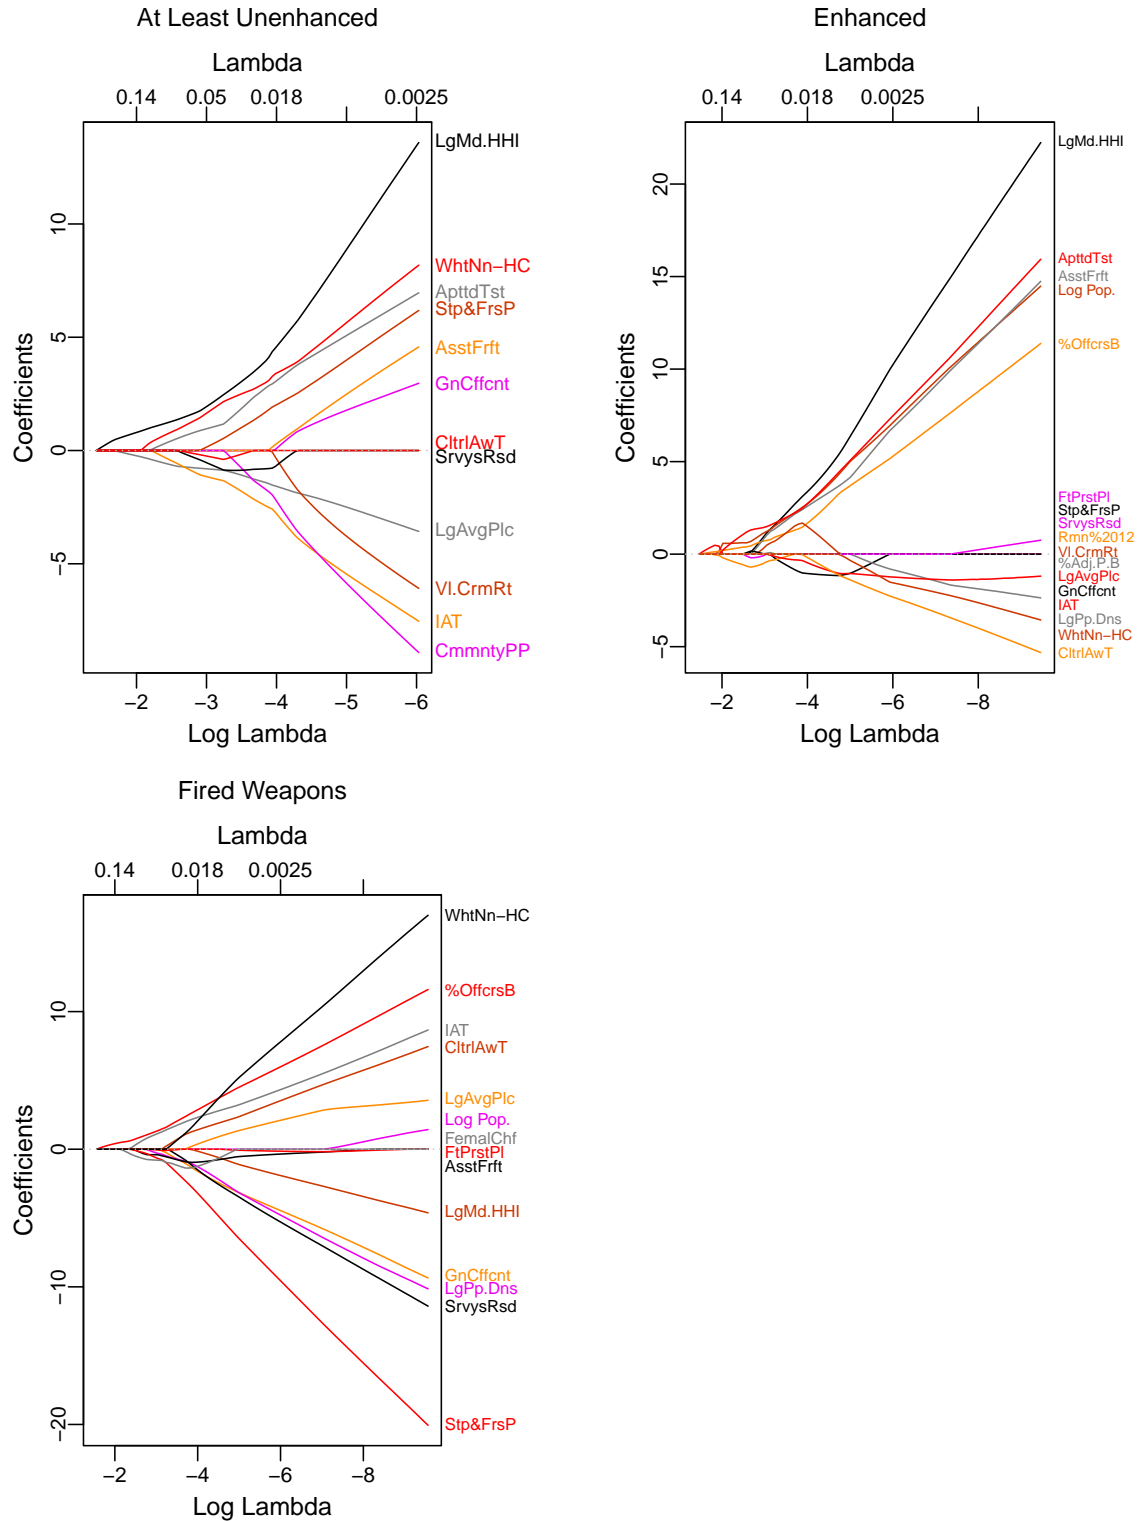 At Least Unenhanced
Lambda
0.14 0.05 0.018 0.0025
Coefficients
10
5
0
−5
LgMd.HHI
WhtNn−HC
ApttdTst
Stp&FrsP
AsstFrft
GnCffcnt
CltrlAwT
SrvysRsd
LgAvgPlc
Vl.CrmRt
IAT
CmmntyPP
−2 −3 −4 −5 −6
Log Lambda
Enhanced
Lambda
0.14 0.018 0.0025
Coefficients
20
15
10
5
0
−5
LgMd.HHI
ApttdTst
AsstFrft
Log Pop.
%OffcrsB
FtPrstPl
Stp&FrsP
SrvysRsd
Rmn%2012
Vl.CrmRt
%Adj.P.B
LgAvgPlc
GnCffcnt
IAT
LgPp.Dns
WhtNn−HC
CltrlAwT
−2 −4 −6 −8
Log Lambda
Fired Weapons
Lambda
0.14 0.018 0.0025
Coefficients
10
0
−10
−20
WhtNn−HC
%OffcrsB
IAT
CltrlAwT
LgAvgPlc
Log Pop.
FemalChf
FtPrstPl
AsstFrft
LgMd.HHI
GnCffcnt
LgPp.Dns
SrvysRsd
Stp&FrsP
−2 −4 −6 −8
Log Lambda